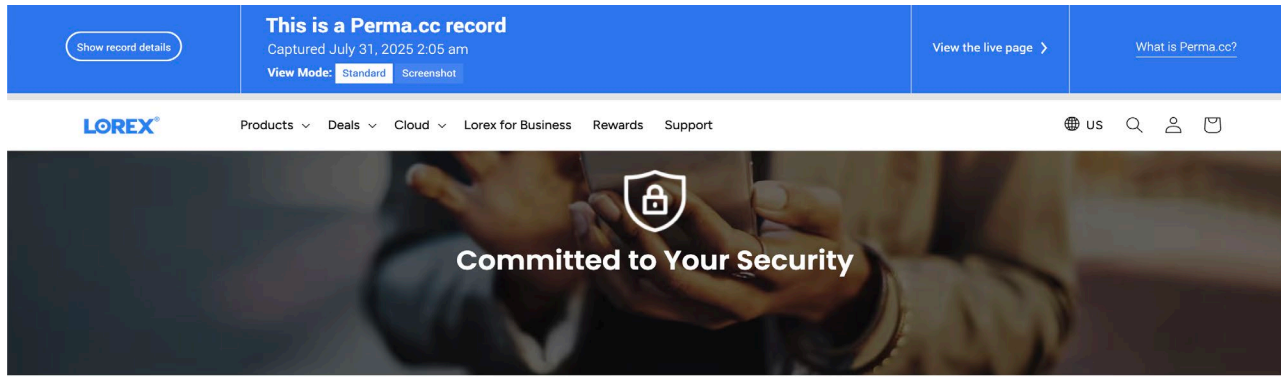 Show record details
This is a Perma.cc record
Captured July 31, 2025 2:05 am
View Mode: Standard Screenshot
View the live page ❯
What is Perma.cc?
LOREX®
Products Deals Cloud Lorex for Business Rewards Support
US
Committed to Your Security